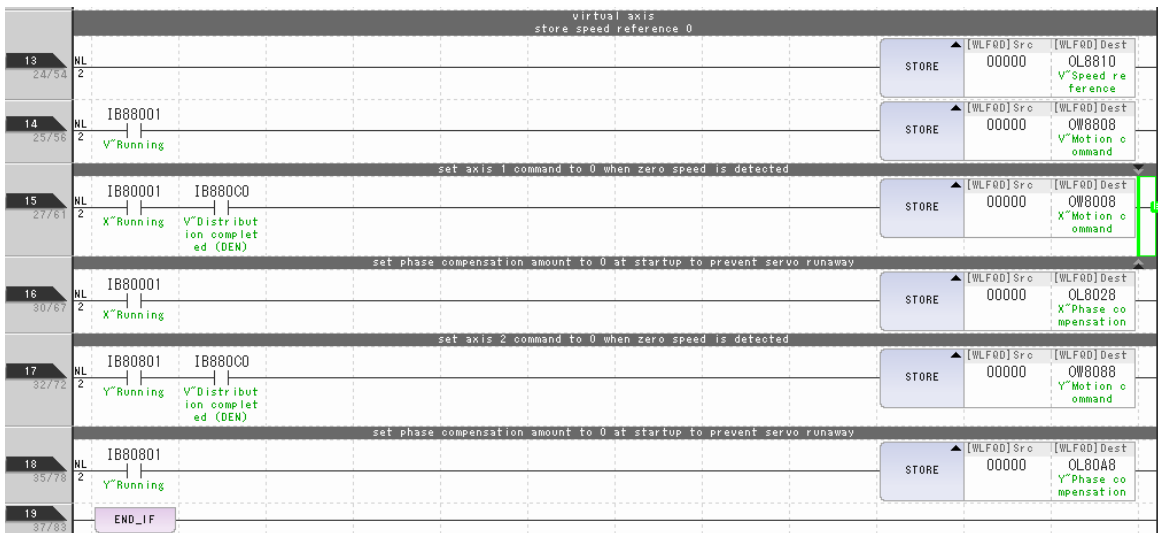 virtual axis
store speed reference 0
13
24/54
NL
2
STORE
[WLFQD]Src
00000
[WLFQD]Dest
OL8810
V~Speed re
ference
14
25/56
NL
2
IB88001
V~Running
STORE
[WLFQD]Src
00000
[WLFQD]Dest
OW8808
V~Motion c
ommand
set axis 1 command to 0 when zero speed is detected
15
27/61
NL
2
IB80001
X~Running
IB880C0
V~Distribut
ion complet
ed (DEN)
STORE
[WLFQD]Src
00000
[WLFQD]Dest
OW8008
X~Motion c
ommand
set phase compensation amount to 0 at startup to prevent servo runaway
16
30/67
NL
2
IB80001
X~Running
STORE
[WLFQD]Src
00000
[WLFQD]Dest
OL8028
X~Phase co
mpensation
set axis 2 command to 0 when zero speed is detected
17
32/72
NL
2
IB80801
Y~Running
IB880C0
V~Distribut
ion complet
ed (DEN)
STORE
[WLFQD]Src
00000
[WLFQD]Dest
OW8088
Y~Motion c
ommand
set phase compensation amount to 0 at startup to prevent servo runaway
18
35/78
NL
2
IB80801
Y~Running
STORE
[WLFQD]Src
00000
[WLFQD]Dest
OL80A8
Y~Phase co
mpensation
19
37/83
END_IF